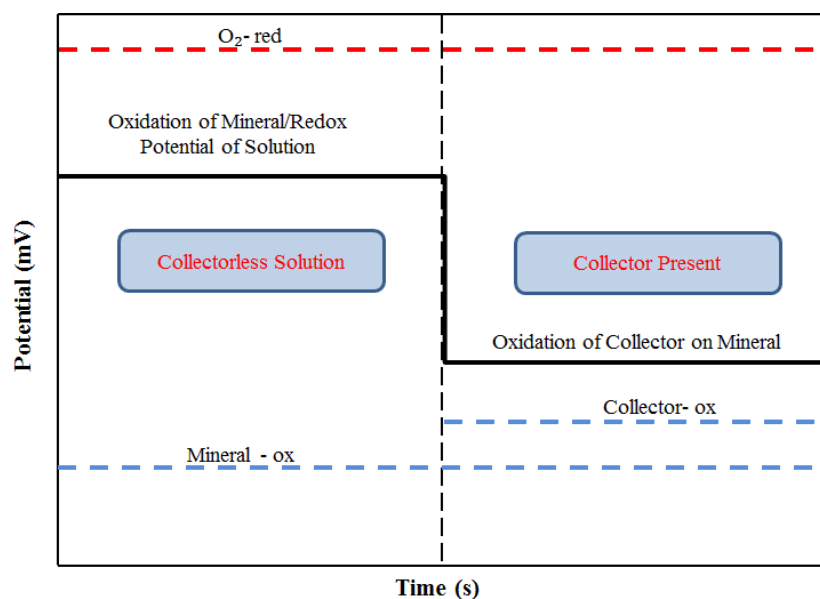 O₂- red
Oxidation of Mineral/Redox
Potential of Solution
Collectorless Solution
Collector Present
Oxidation of Collector on Mineral
Collector- ox
Mineral - ox
Potential (mV)
Time (s)